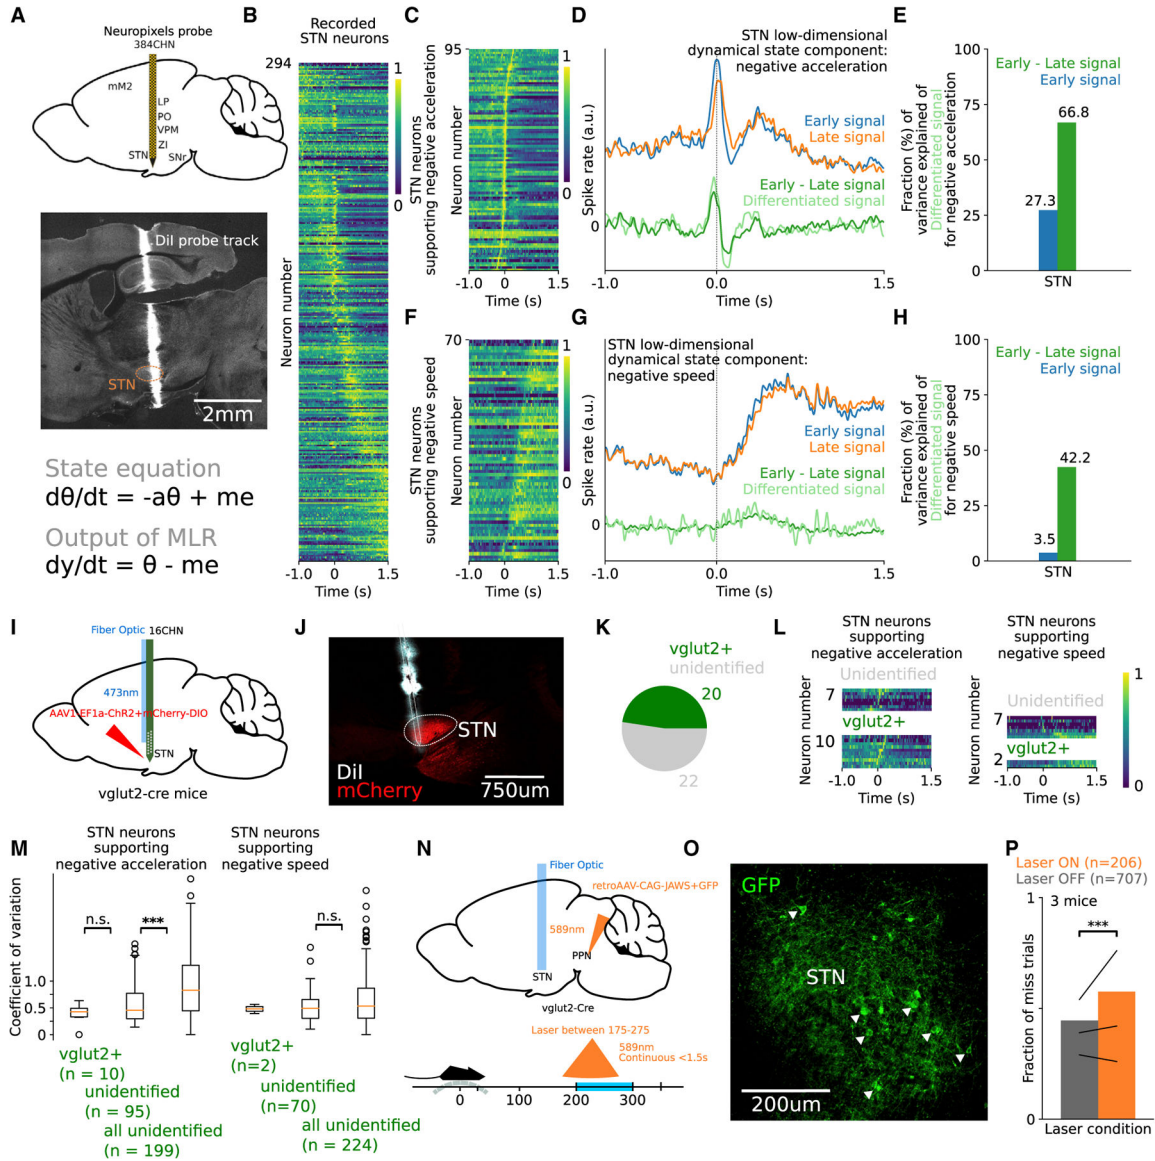 A
Neuropixels probe
384CHN
mM2
LP
PO
VPM
ZI
STN
SNr
DiI probe track
STN
2mm
State equation
dθ/dt = -aθ + me
Output of MLR
dy/dt = θ - me
B
Recorded
STN neurons
294
1
0
Neuron number
-1.0
0
1.5
Time (s)
C
STN neurons
supporting negative acceleration
95
Neuron number
1
0
-1.0
0
1.5
Time (s)
D
STN low-dimensional
dynamical state component:
negative acceleration
Early signal
Late signal
Early - Late signal
Differentiated signal
Spike rate (a.u.)
0
-1.0
0.0
1.5
Time (s)
E
Fraction (%) of
variance explained of
Differentiated signal
for negative acceleration
100
75
50
25
0
Early - Late signal
Early signal
66.8
27.3
STN
F
STN neurons
supporting negative speed
70
Neuron number
1
0
-1.0
0
1.5
Time (s)
G
STN low-dimensional
dynamical state component:
negative speed
Early signal
Late signal
Early - Late signal
Differentiated signal
Spike rate (a.u.)
0
-1.0
0.0
1.5
Time (s)
H
Fraction (%) of
variance explained of
Differentiated signal
for negative speed
100
75
50
25
0
Early - Late signal
Early signal
42.2
3.5
STN
I
Fiber Optic 16CHN
473nm
AAV1-EF1a-ChR2+mCherry-DIO
STN
vglut2-cre mice
J
STN
DiI
mCherry
750um
K
vglut2+
unidentified
20
22
L
STN neurons
supporting
negative acceleration
Unidentified
7
vglut2+
10
Neuron number
-1.0
0
1.5
Time (s)
STN neurons
supporting
negative speed
Unidentified
7
vglut2+
2
Neuron number
-1.0
0
1.5
Time (s)
1
0
M
STN neurons
supporting
negative acceleration
STN neurons
supporting
negative speed
n.s.
***
n.s.
Coefficient of variation
1.0
0.5
0
vglut2+
(n = 10)
unidentified
(n = 95)
all unidentified
(n = 199)
vglut2+
(n=2)
unidentified
(n=70)
all unidentified
(n = 224)
N
Fiber Optic
retroAAV-CAG-JAWS+GFP
589nm
PPN
STN
vglut2-Cre
Laser between 175-275
589nm
Continuous <1.5s
0
100
200
300
O
GFP
STN
200um
P
Laser ON (n=206)
Laser OFF (n=707)
3 mice
***
Fraction of miss trials
1
0
Laser condition